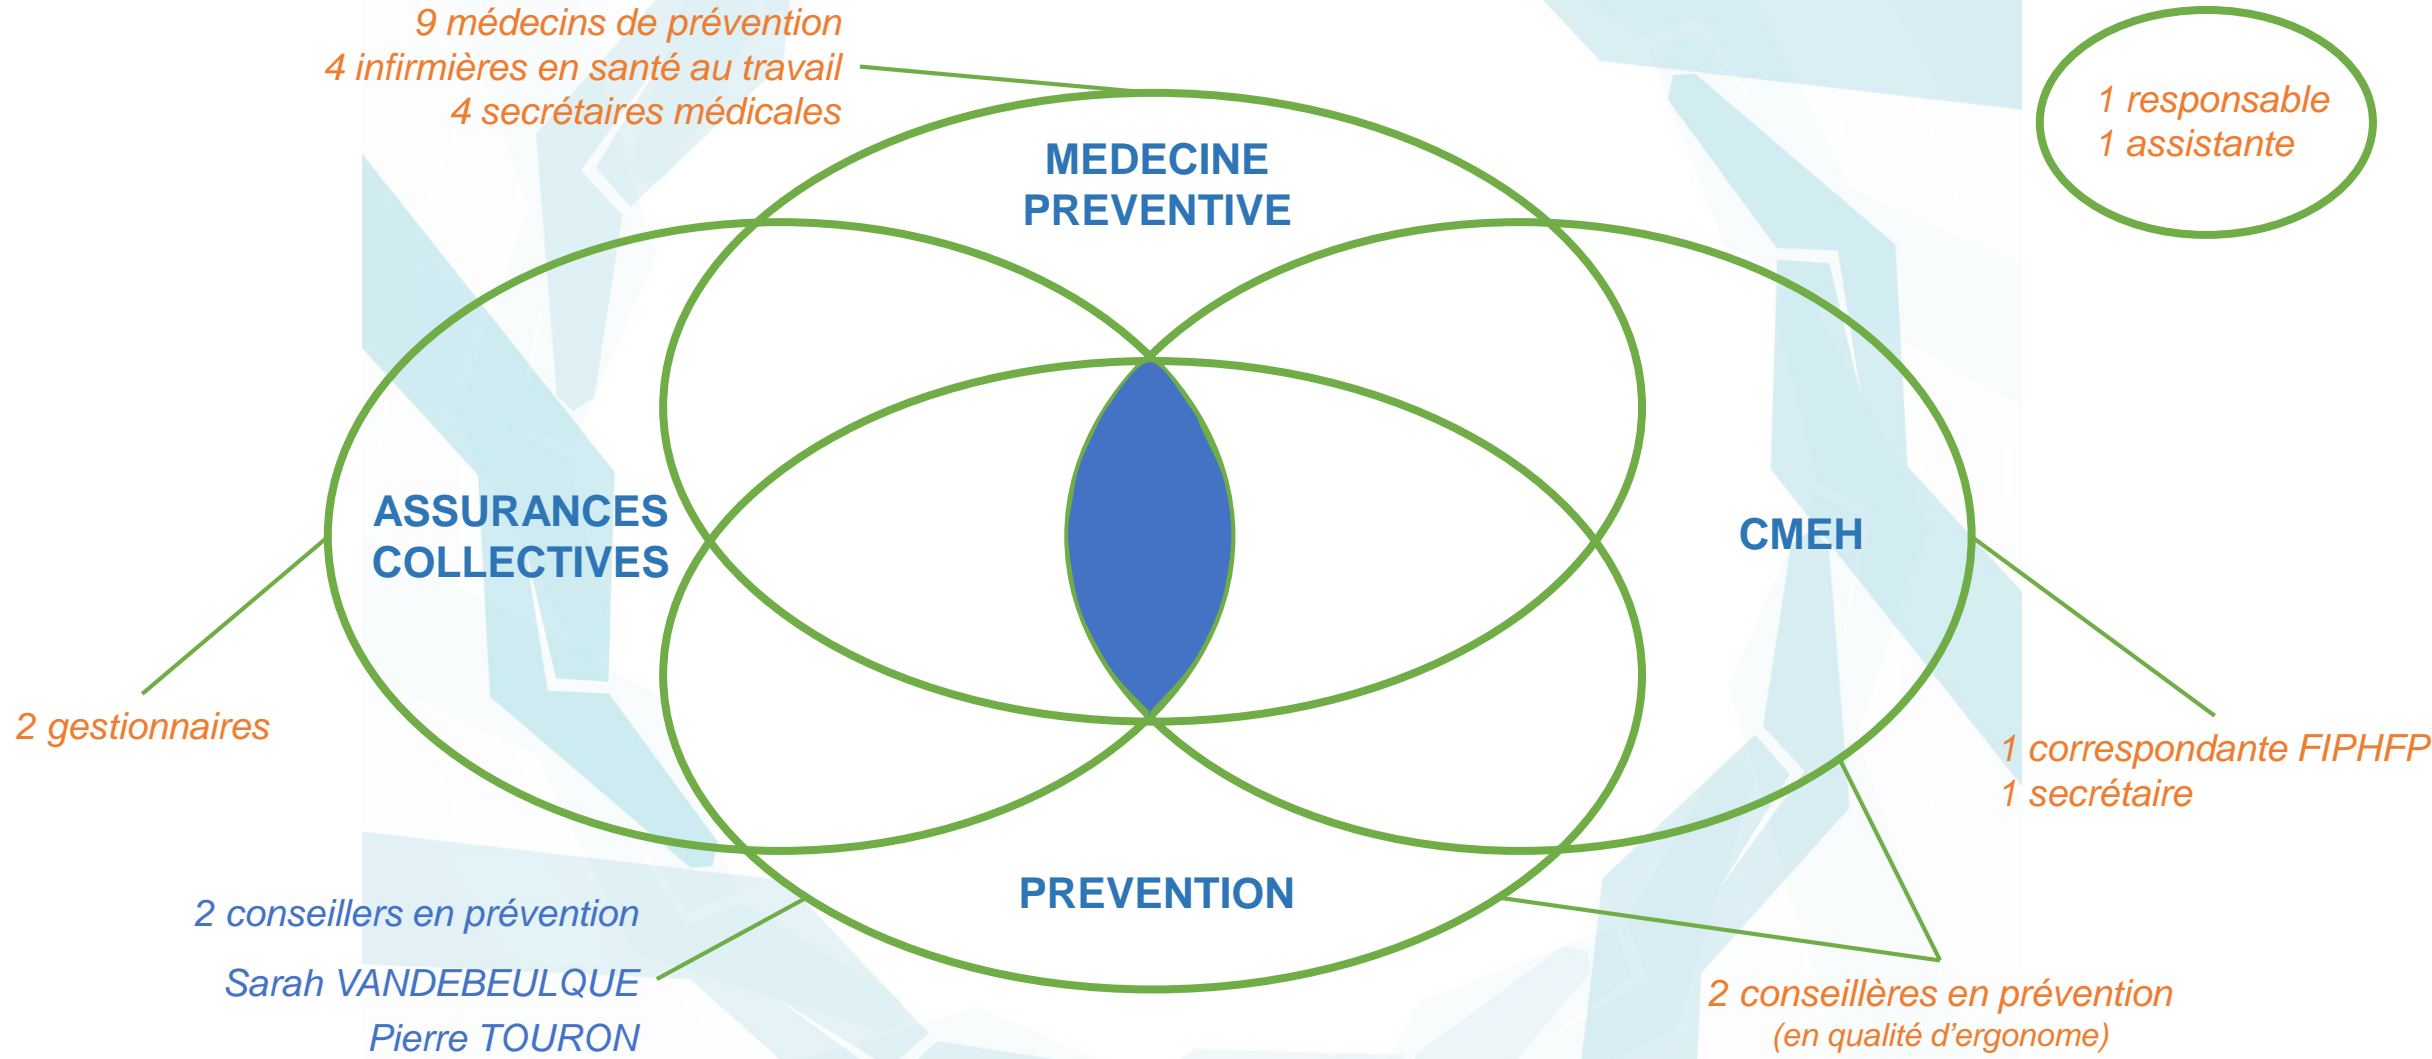 9 médecins de prévention
4 infirmières en santé au travail
4 secrétaires médicales
1 responsable
1 assistante
MEDECINE
PREVENTIVE
ASSURANCES
COLLECTIVES
CMEH
2 gestionnaires
1 correspondante FIPHFP
1 secrétaire
PREVENTION
2 conseillers en prévention
Sarah VANDEBEULQUE
Pierre TOURON
2 conseillères en prévention
(en qualité d’ergonome)